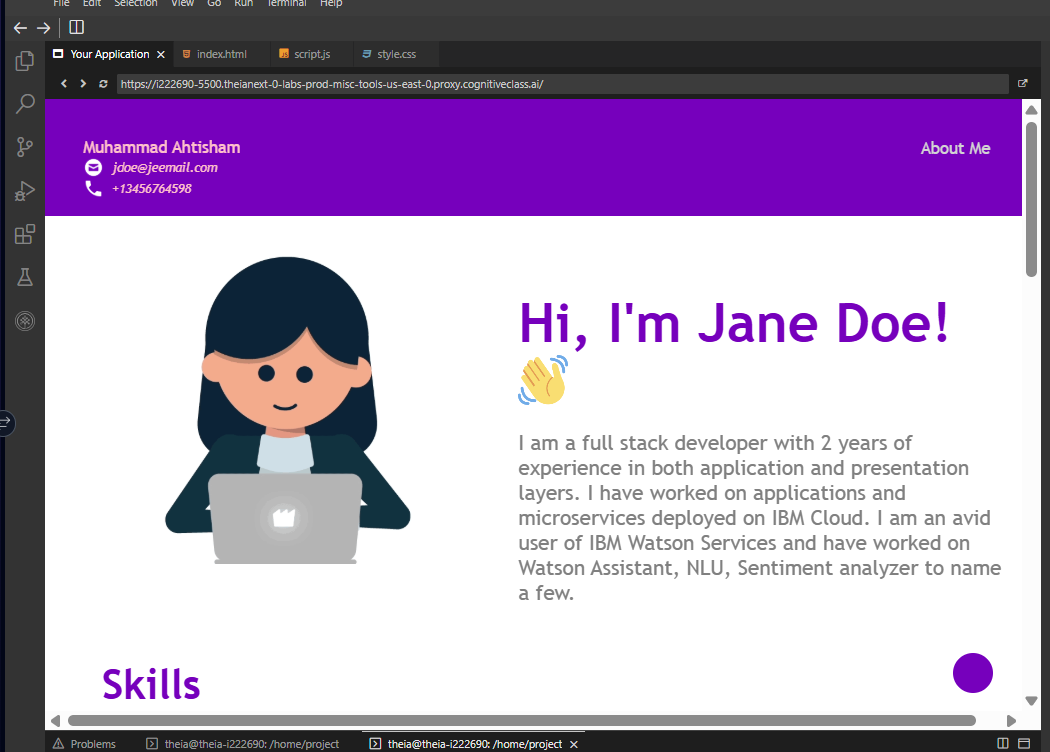 File Edit Selection View Go Run Terminal Help
Your Application index.html script.js style.css
https://i222690-5500.theianext-0-labs-prod-misc-tools-us-east-0.proxy.cognitiveclass.ai/
Muhammad Ahtisham
jdoe@jeemail.com
+13456764598
About Me
Hi, I'm Jane Doe!
I am a full stack developer with 2 years of
experience in both application and presentation
layers. I have worked on applications and
microservices deployed on IBM Cloud. I am an avid
user of IBM Watson Services and have worked on
Watson Assistant, NLU, Sentiment analyzer to name
a few.
Skills
Problems theia@theia-i222690: /home/project theia@theia-i222690: /home/project